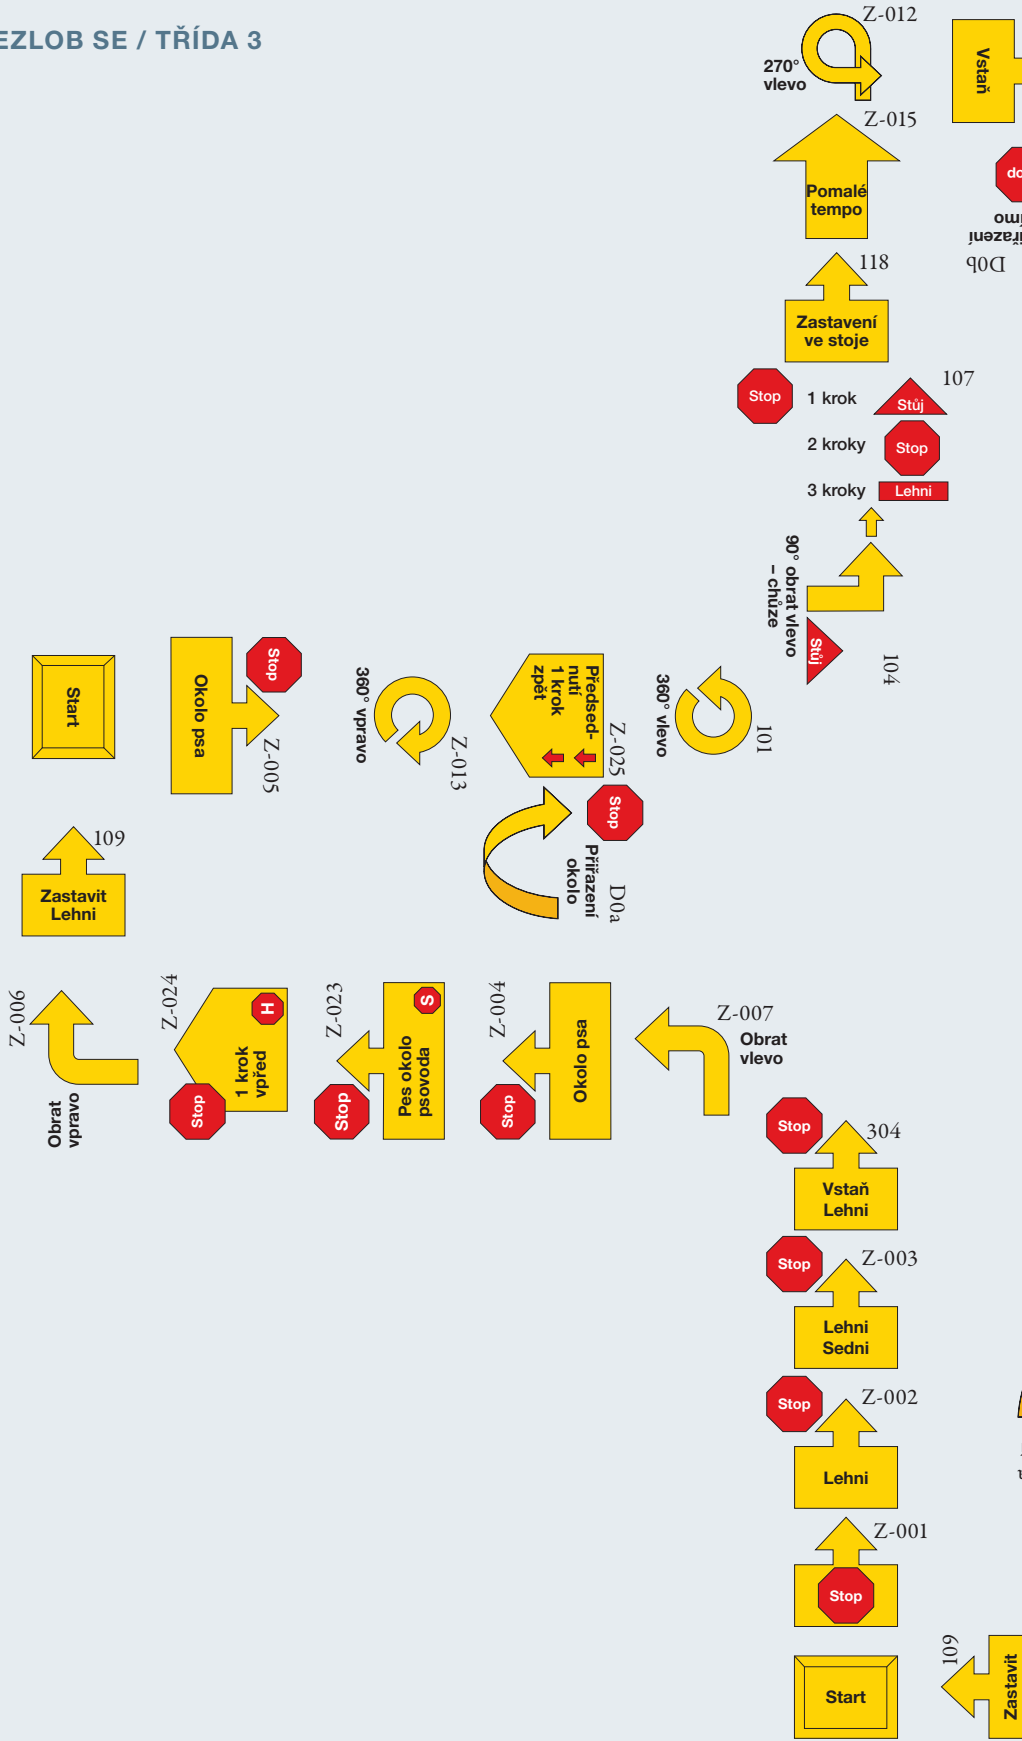 EZLOB SE / TŘÍDA 3
Z-012
270°
vlevo
Vstaň
Z-015
Pomalé
tempo
D0b
118
Zastavení
ve stoje
Stop
1 krok
Stůj
107
2 kroky
Stop
3 kroky
Lehni
90° obrat vlevo
– chůze
Stůj
104
Start
Okolo psa
Stop
Z-005
360° vpravo
Z-013
Předsed-
nutí
1 krok
zpět
Z-025
360° vlevo
101
Stop
Přiřazení
okolo
D0a
109
Zastavit
Lehni
Z-006
Obrat
vpravo
Z-024
H
1 krok
vpřed
Stop
Z-023
S
Pes okolo
psovoda
Stop
Z-004
Okolo psa
Stop
Z-007
Obrat
vlevo
Stop
304
Vstaň
Lehni
Stop
Z-003
Lehni
Sedni
Stop
Z-002
Lehni
Z-001
Stop
Start
109
Zastavit